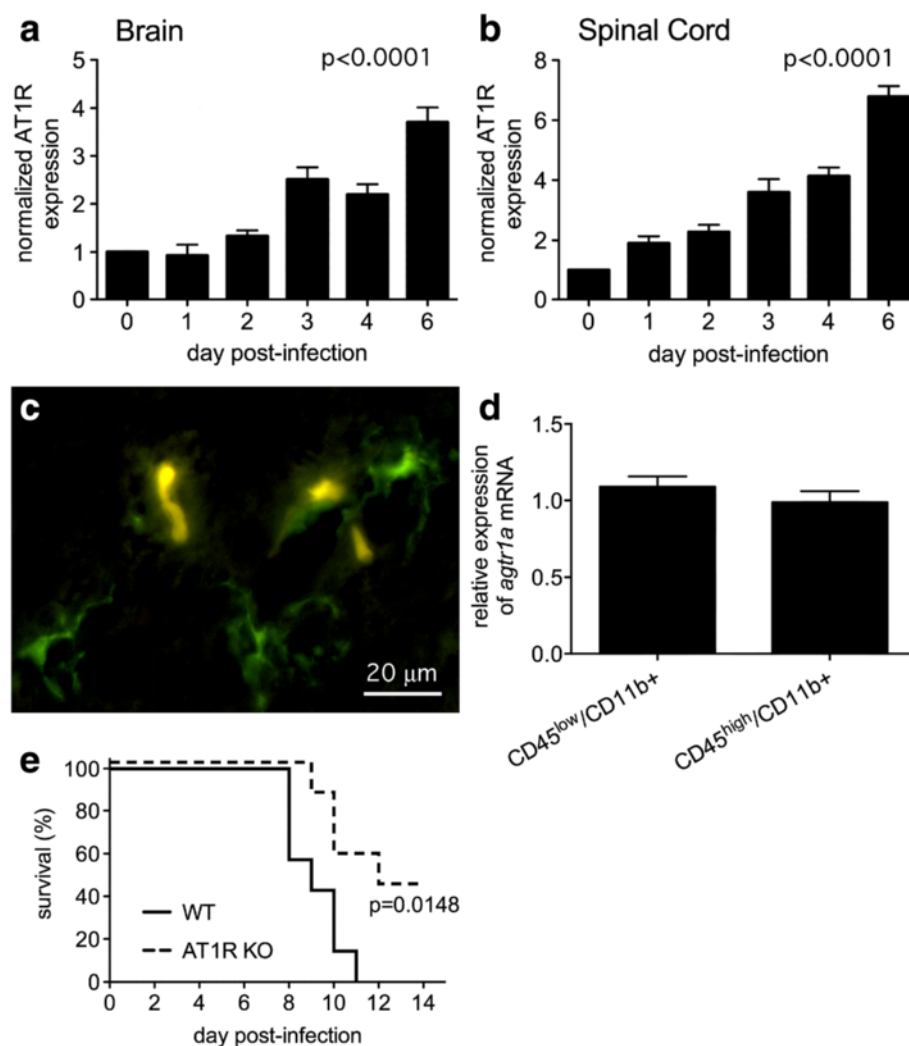 a Brain
p<0.0001
normalized AT1R
expression
5
4
3
2
1
0
0 1 2 3 4 6
day post-infection
b Spinal Cord
p<0.0001
normalized AT1R
expression
8
6
4
2
0
0 1 2 3 4 6
day post-infection
c
20 μm
d
relative expression
of agtr1a mRNA
1.5
1.0
0.5
0.0
CD45low/CD11b+
CD45high/CD11b+
e
survival (%)
100
80
60
40
20
0
WT
AT1R KO
p=0.0148
0 2 4 6 8 10 12 14
day post-infection